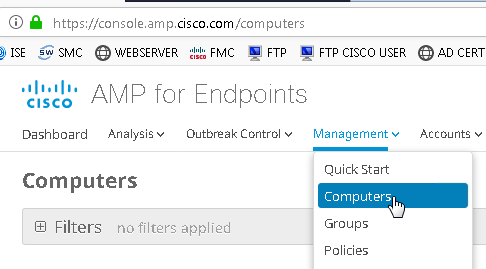 https://console.amp.cisco.com/computers
ISE SMC WEBSERVER FMC FTP FTP CISCO USER AD CERT
CISCO AMP for Endpoints
Dashboard Analysis Outbreak Control Management Accounts
Quick Start
Computers
Computers
Filters no filters applied
Groups
Policies